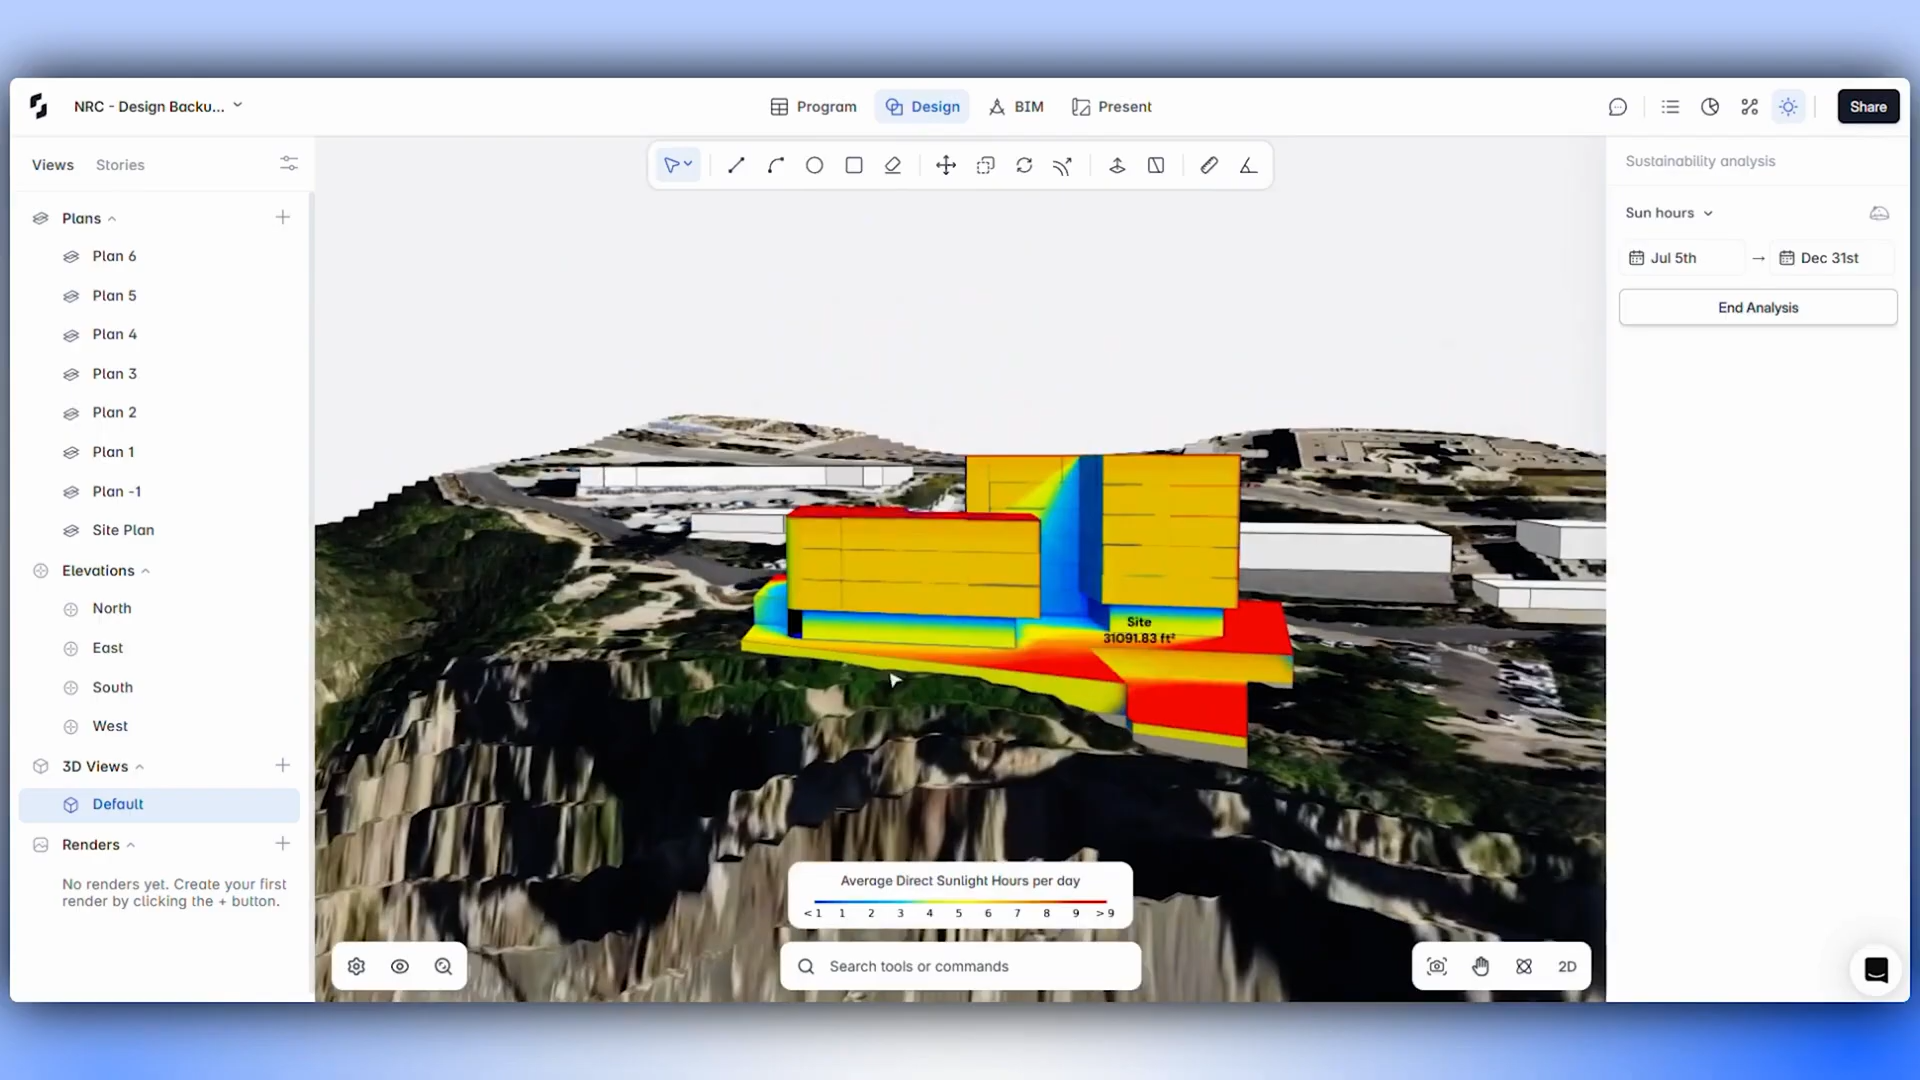 NRC - Design Backu...
Program
Design
BIM
Present
Share
Views
Stories
Plans
Plan 6
Plan 5
Plan 4
Plan 3
Plan 2
Plan 1
Plan -1
Site Plan
Elevations
North
East
South
West
3D Views
Default
Renders
No renders yet. Create your first
render by clicking the + button.
Site
31091.83 ft²
Average Direct Sunlight Hours per day
< 1 1 2 3 4 5 6 7 8 9 > 9
Search tools or commands
2D
Sustainability analysis
Sun hours
Jul 5th → Dec 31st
End Analysis